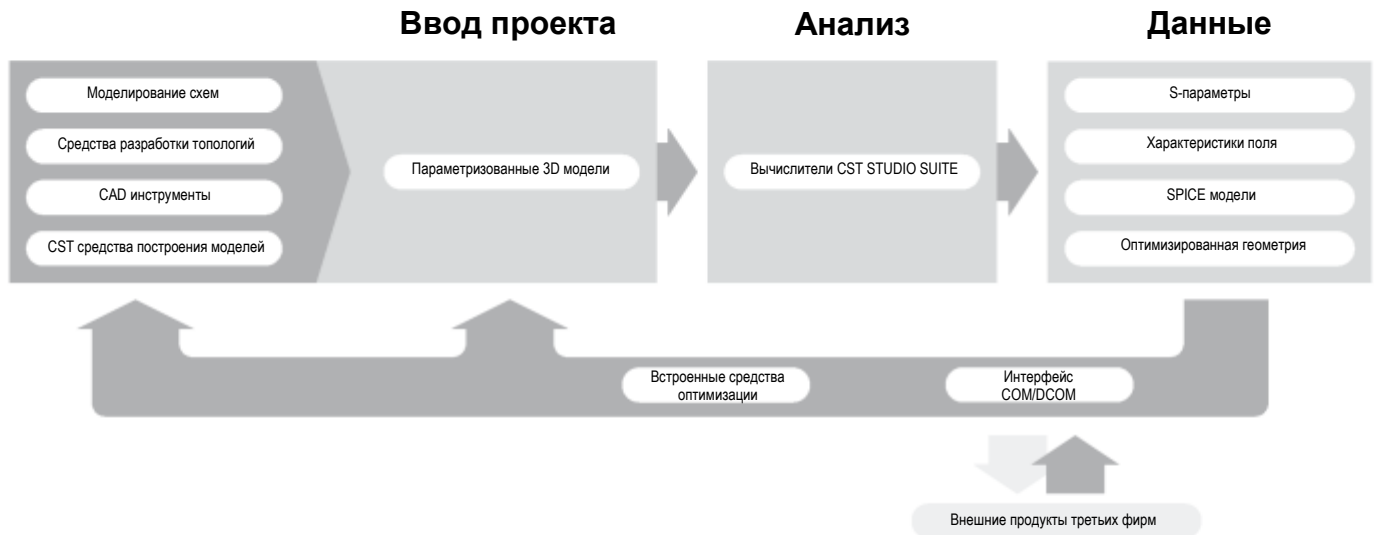 Ввод проекта
Анализ
Данные
Моделирование схем
Средства разработки топологий
CAD инструменты
CST средства построения моделей
Параметризованные 3D модели
Вычислители CST STUDIO SUITE
S-параметры
Характеристики поля
SPICE модели
Оптимизированная геометрия
Встроенные средства
оптимизации
Интерфейс
COM/DCOM
Внешние продукты третьих фирм